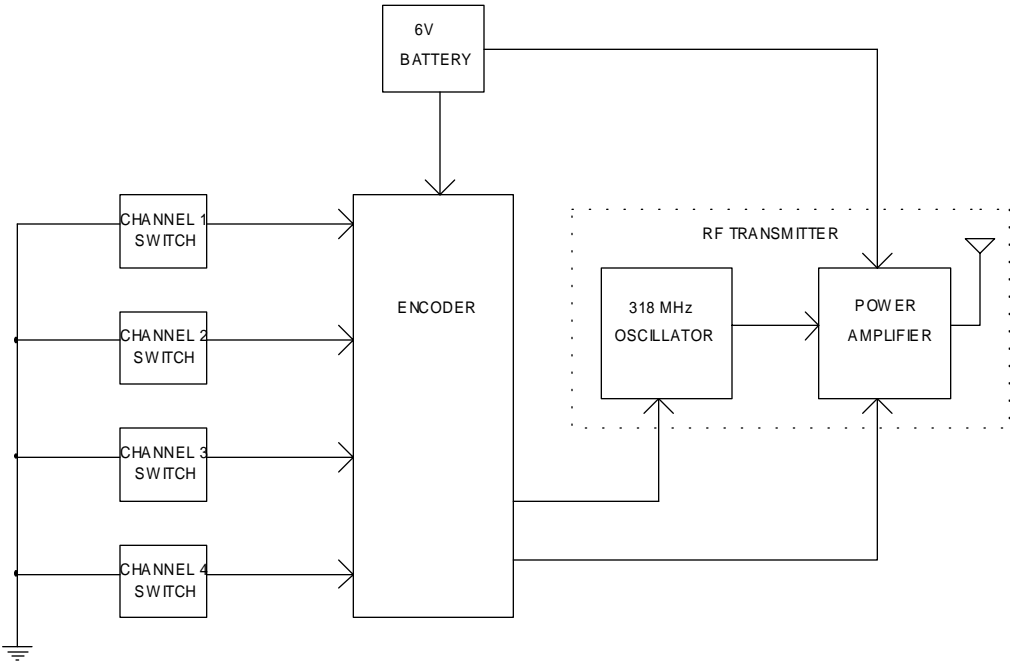 6V
BATTERY
CHANNEL 1
SWITCH
CHANNEL 2
SWITCH
CHANNEL 3
SWITCH
CHANNEL 4
SWITCH
ENCODER
RF TRANSMITTER
318 MHz
OSCILLATOR
POWER
AMPLIFIER